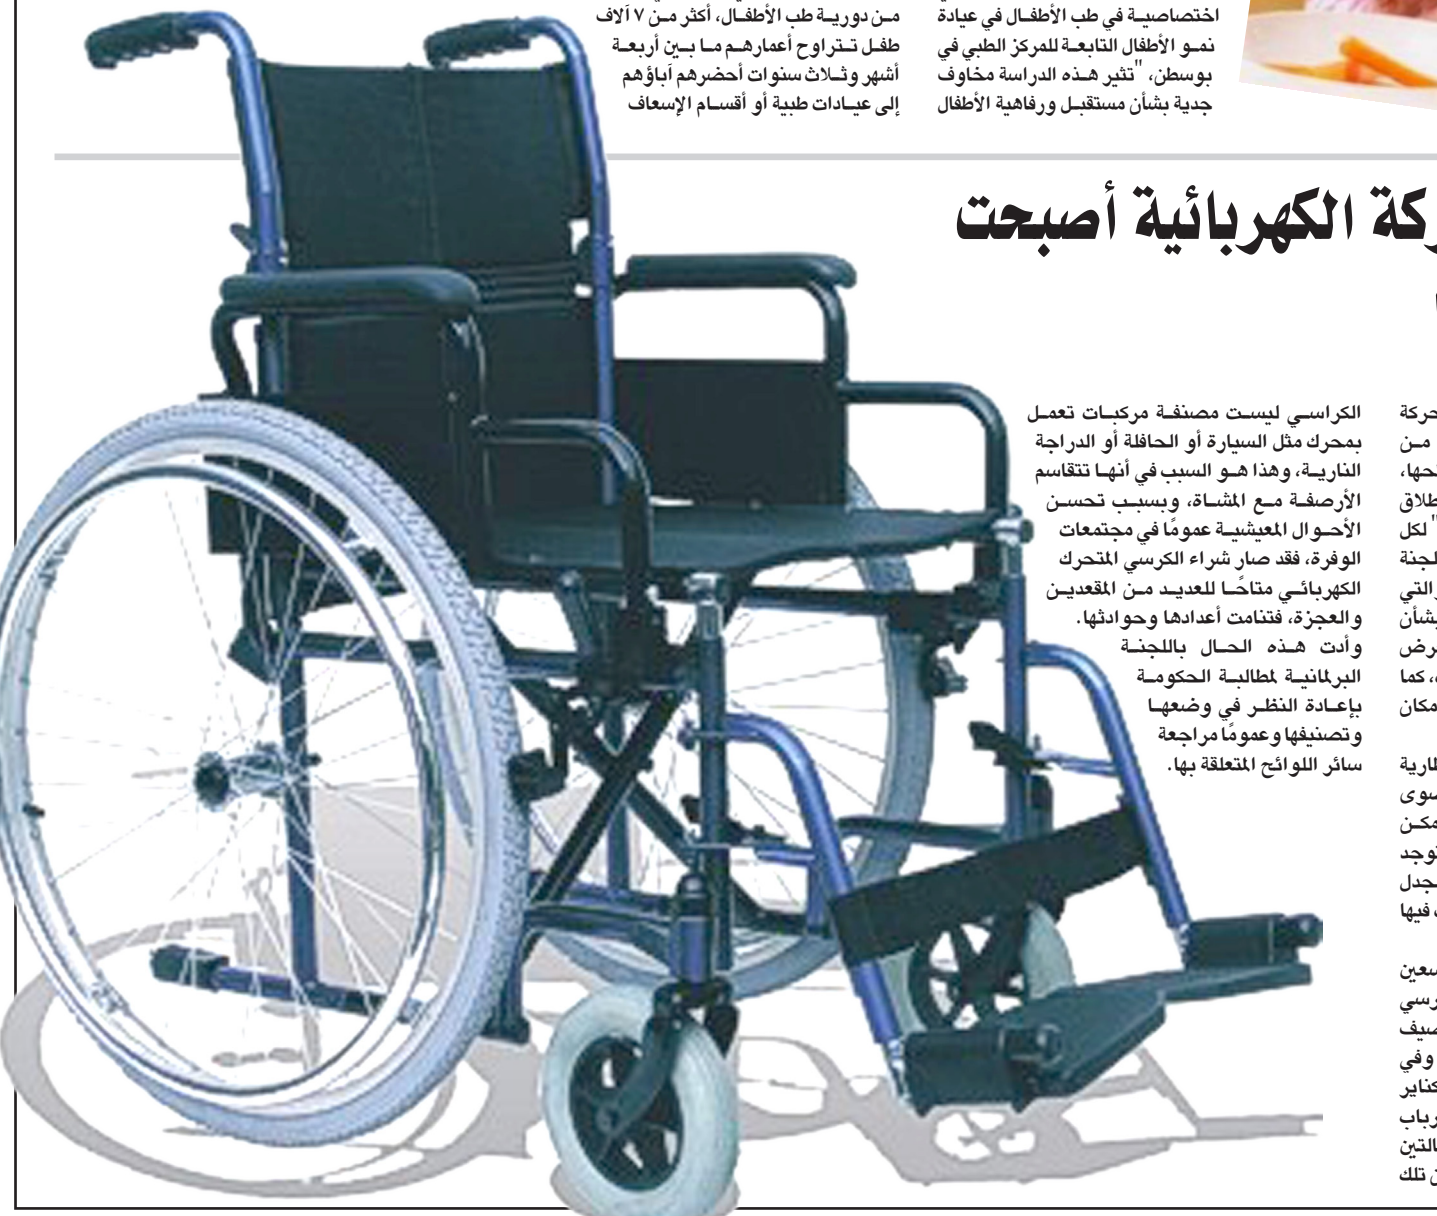 اختصاصية في طب الأطفال في عيادة
نمو الأطفال التابعة للمركز الطبي في
بوسطن، "تثير هذه الدراسة مخاوف
جدية بشأن مستقبل ورفاهية الأطفال
من دورية طب الأطفال، أكثر من ٧ آلاف
طفل تتراوح أعمارهم ما بين أربعة
أشهر وثلاث سنوات أحضرهم آباؤهم
إلى عيادات طبية أو أقسام الإسعاف
ركة الكهربائية أصبحت
حركة
من
حها،
طلاق
" لكل
لجنة
والتي
بشأن
رض
، كما
مكان
طارية
سوى
مكن
توجد
جدل
فيها
سعين
رسي
صيف
وفي
كناير
رباب
التين
ن تلك
الكراسي ليست مصنفة مركبات تعمل
بمحرك مثل السيارة أو الحافلة أو الدراجة
النارية، وهذا هو السبب في أنها تتقاسم
الأرصفة مع المشاة، وبسبب تحسن
الأحوال المعيشية عمومًا في مجتمعات
الوفرة، فقد صار شراء الكرسي المتحرك
الكهربائي متاحًا للعديد من المقعدين
والعجزة، فتنامت أعدادها وحوادثها.
وأدت هذه الحال باللجنة
البرلمانية لمطالبة الحكومة
بإعادة النظر في وضعها
وتصنيفها وعمومًا مراجعة
سائر اللوائح المتعلقة بها.